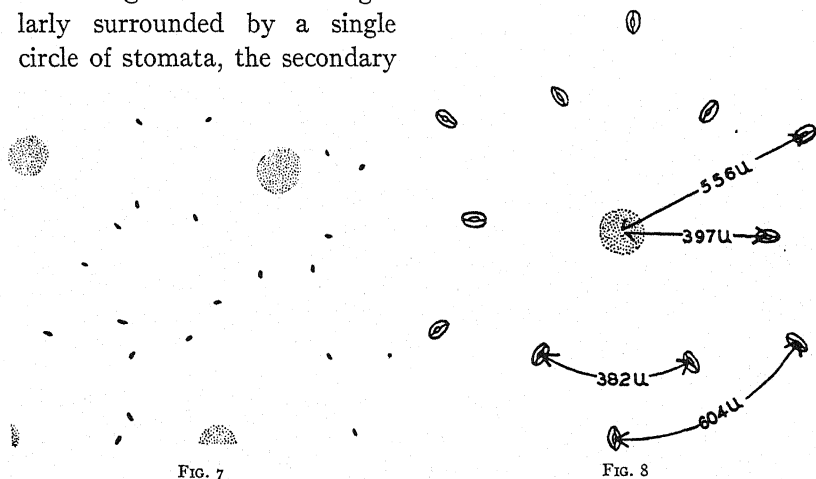 larly surrounded by a single
circle of stomata, the secondary
556u
397u
382u
604u
FIG. 7
FIG. 8